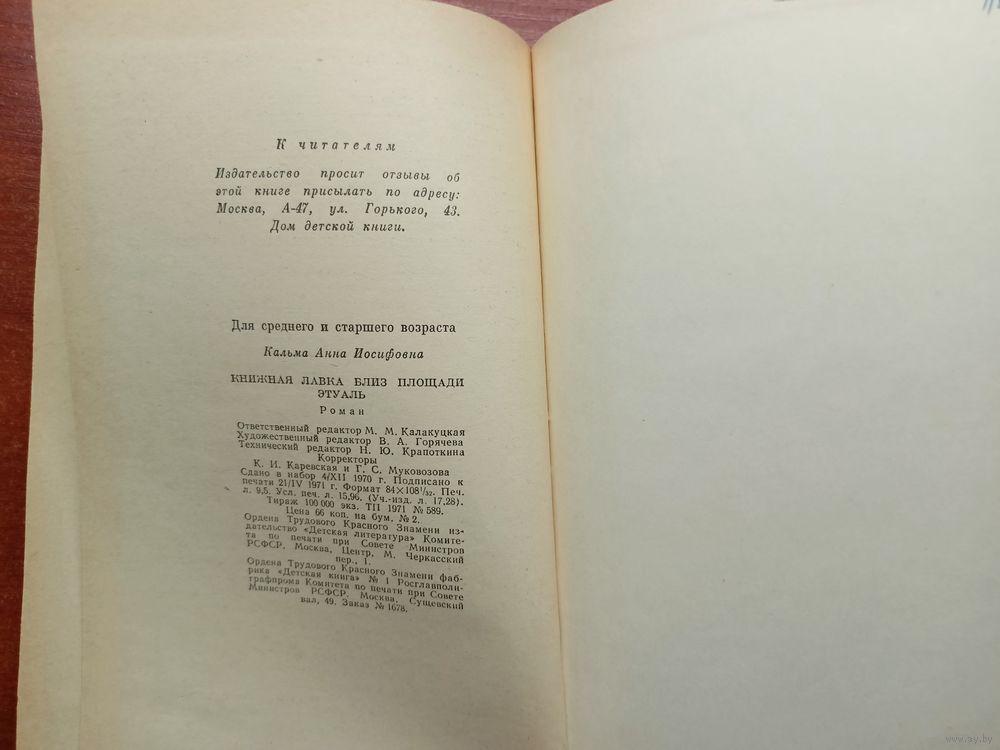 К читателям
Издательство просит отзывы об
этой книге присылать по адресу:
Москва, А-47, ул. Горького, 43.
Дом детской книги.
Для среднего и старшего возраста
Кальма Анна Иосифовна
КНИЖНАЯ ЛАВКА БЛИЗ ПЛОЩАДИ
ЭТУАЛЬ
Роман
Ответственный редактор М. М. Калакуцкая
Художественный редактор В. А. Горячева
Технический редактор Н. Ю. Крапоткина
Корректоры
К. И. Каревская и Г. С. Муковозова
Сдано в набор 4/XII 1970 г. Подписано к
печати 21/IV 1971 г. Формат 84×108¹/₃₂. Печ.
л. 9,5. Усл. печ. л. 15,96. (Уч.-изд. л. 17,28).
Тираж 100 000 экз. ТП 1971 № 589.
Цена 66 коп. на бум. № 2.
Ордена Трудового Красного Знамени из-
дательство «Детская литература» Комите-
та по печати при Совете Министров
РСФСР. Москва, Центр, М. Черкасский
пер., 1.
Ордена Трудового Красного Знамени фаб-
рика «Детская книга» № 1 Росглавполи-
графпрома Комитета по печати при Совете
Министров РСФСР. Москва, Сущевский
вал, 49. Заказ № 1678.
www.ay.by